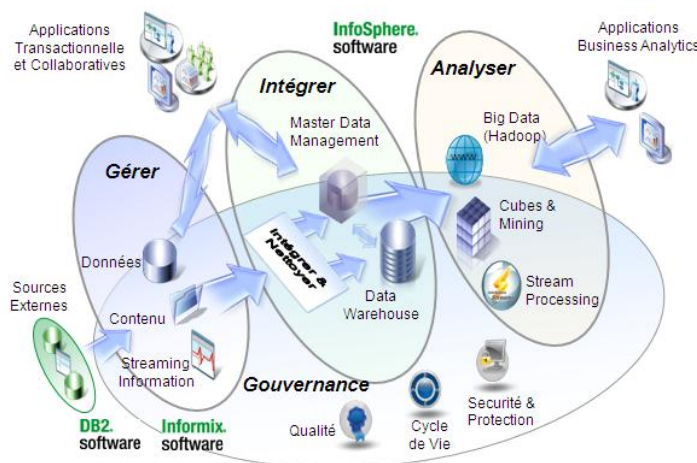 Applications
Transactionnelle
et Collaboratives
InfoSphere.
software
Applications
Business Analytics
Intégrer
Analyser
Master Data
Management
Big Data
(Hadoop)
www
Gérer
Cubes &
Mining
Données
Intégrer &
Nettoyer
Sources
Externes
Contenu
Data
Warehouse
Stream
Processing
Streaming
Information
Gouvernance
DB2.
software
Informix.
software
Qualité
Cycle
de Vie
Securité &
Protection